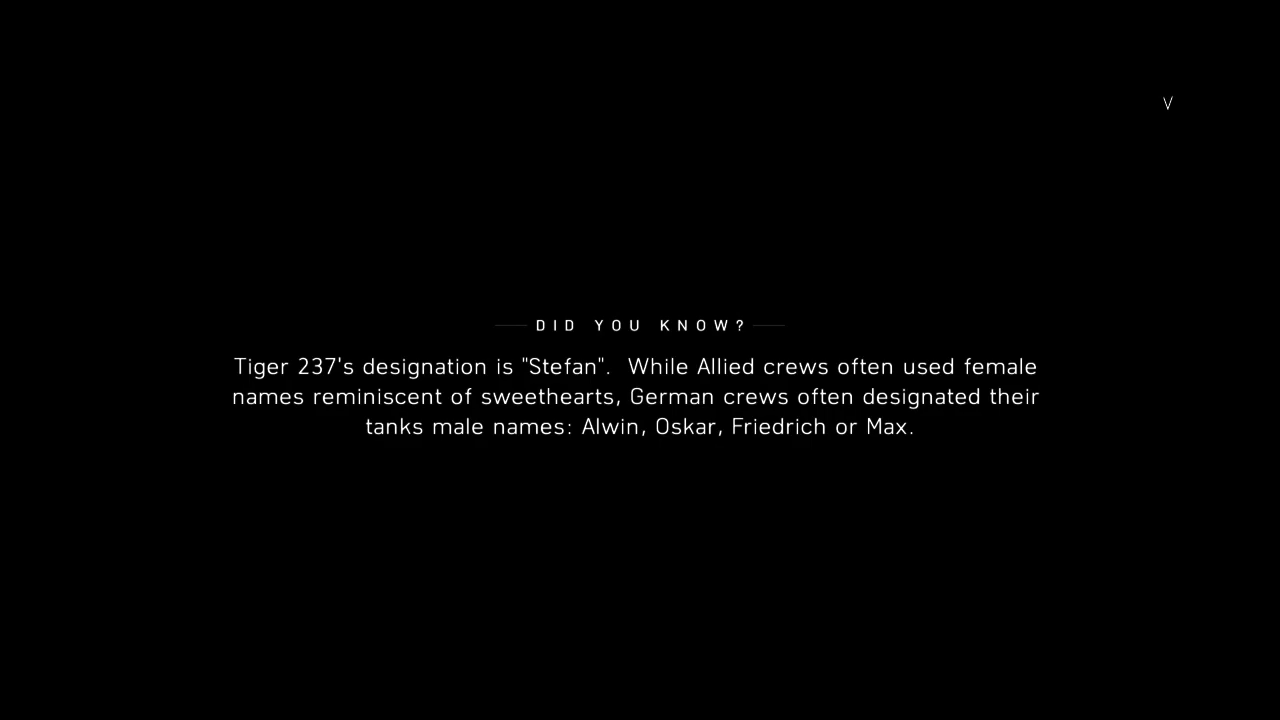 V
DID YOU KNOW?
Tiger 237's designation is "Stefan".  While Allied crews often used female
names reminiscent of sweethearts, German crews often designated their
tanks male names: Alwin, Oskar, Friedrich or Max.